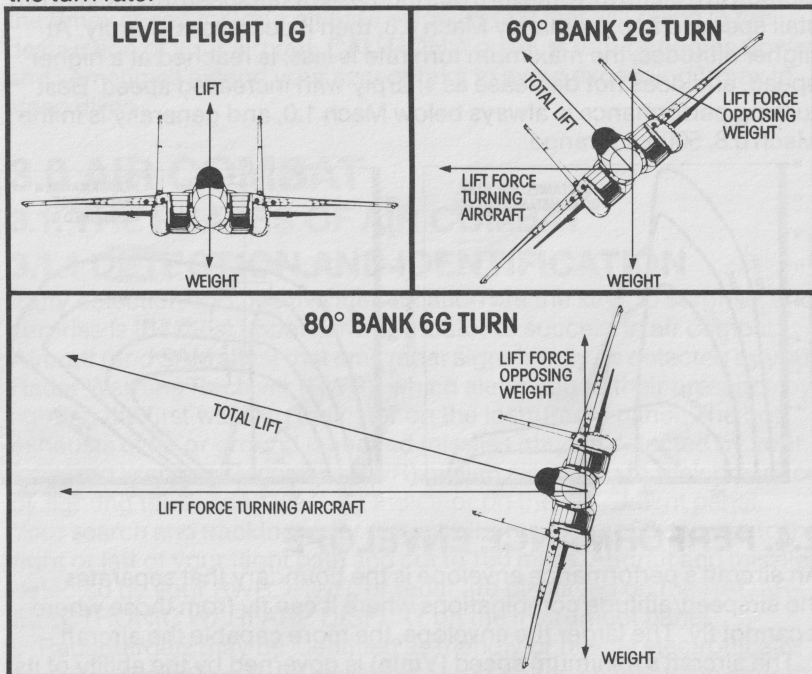 the turn rate.
LEVEL FLIGHT 1G
LIFT
WEIGHT
60° BANK 2G TURN
TOTAL LIFT
LIFT FORCE
OPPOSING
WEIGHT
LIFT FORCE
TURNING
AIRCRAFT
WEIGHT
80° BANK 6G TURN
LIFT FORCE
OPPOSING
WEIGHT
TOTAL LIFT
LIFT FORCE TURNING AIRCRAFT
WEIGHT